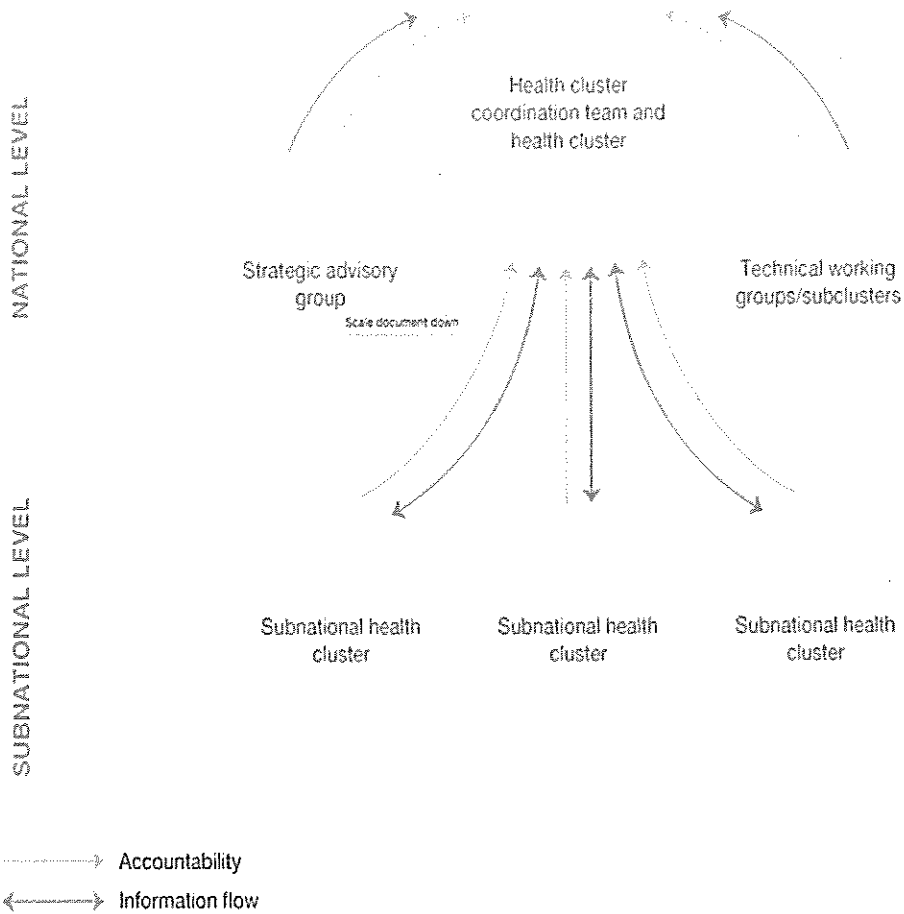 NATIONAL LEVEL
Health cluster
coordination team and
health cluster
Strategic advisory
group
Scale document down
Technical working
groups/subclusters
SUBNATIONAL LEVEL
Subnational health
cluster
Subnational health
cluster
Subnational health
cluster
Accountability
Information flow